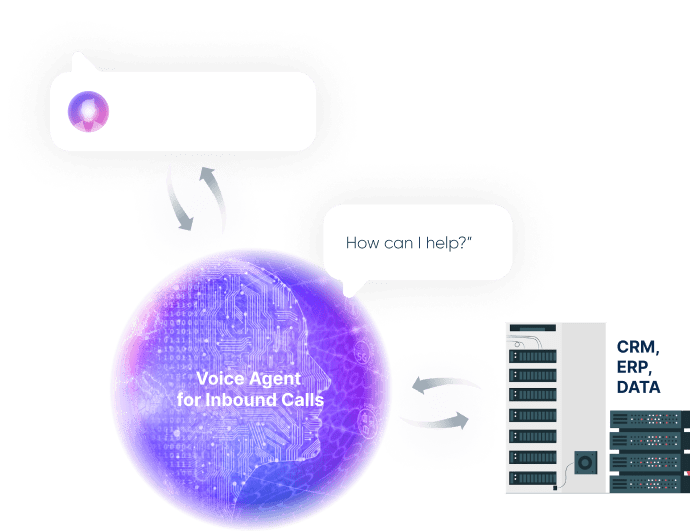 How can I help?”
Voice Agent
for Inbound Calls
CRM,
ERP,
DATA